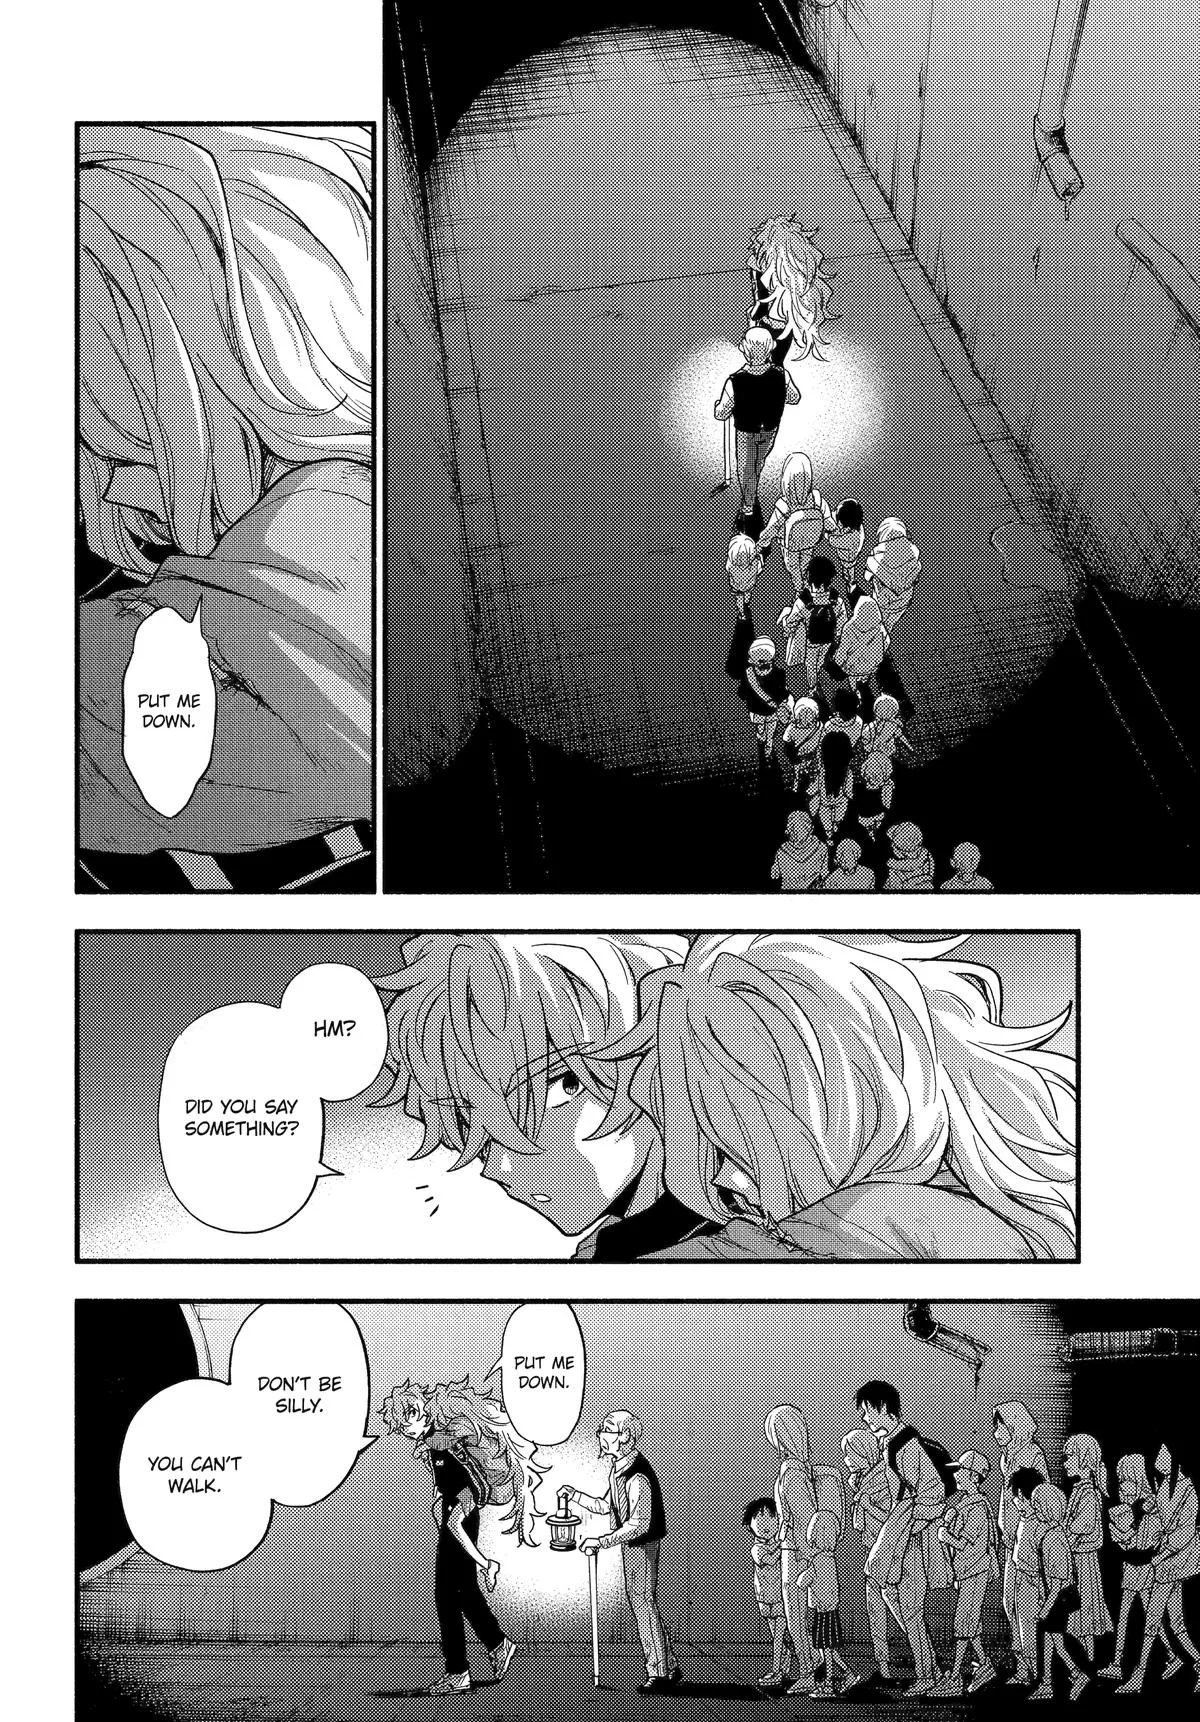 PUT ME
DOWN.
HM?
DID YOU SAY
SOMETHING?
PUT ME
DOWN.
DON'T BE
SILLY.
YOU CAN'T
WALK.